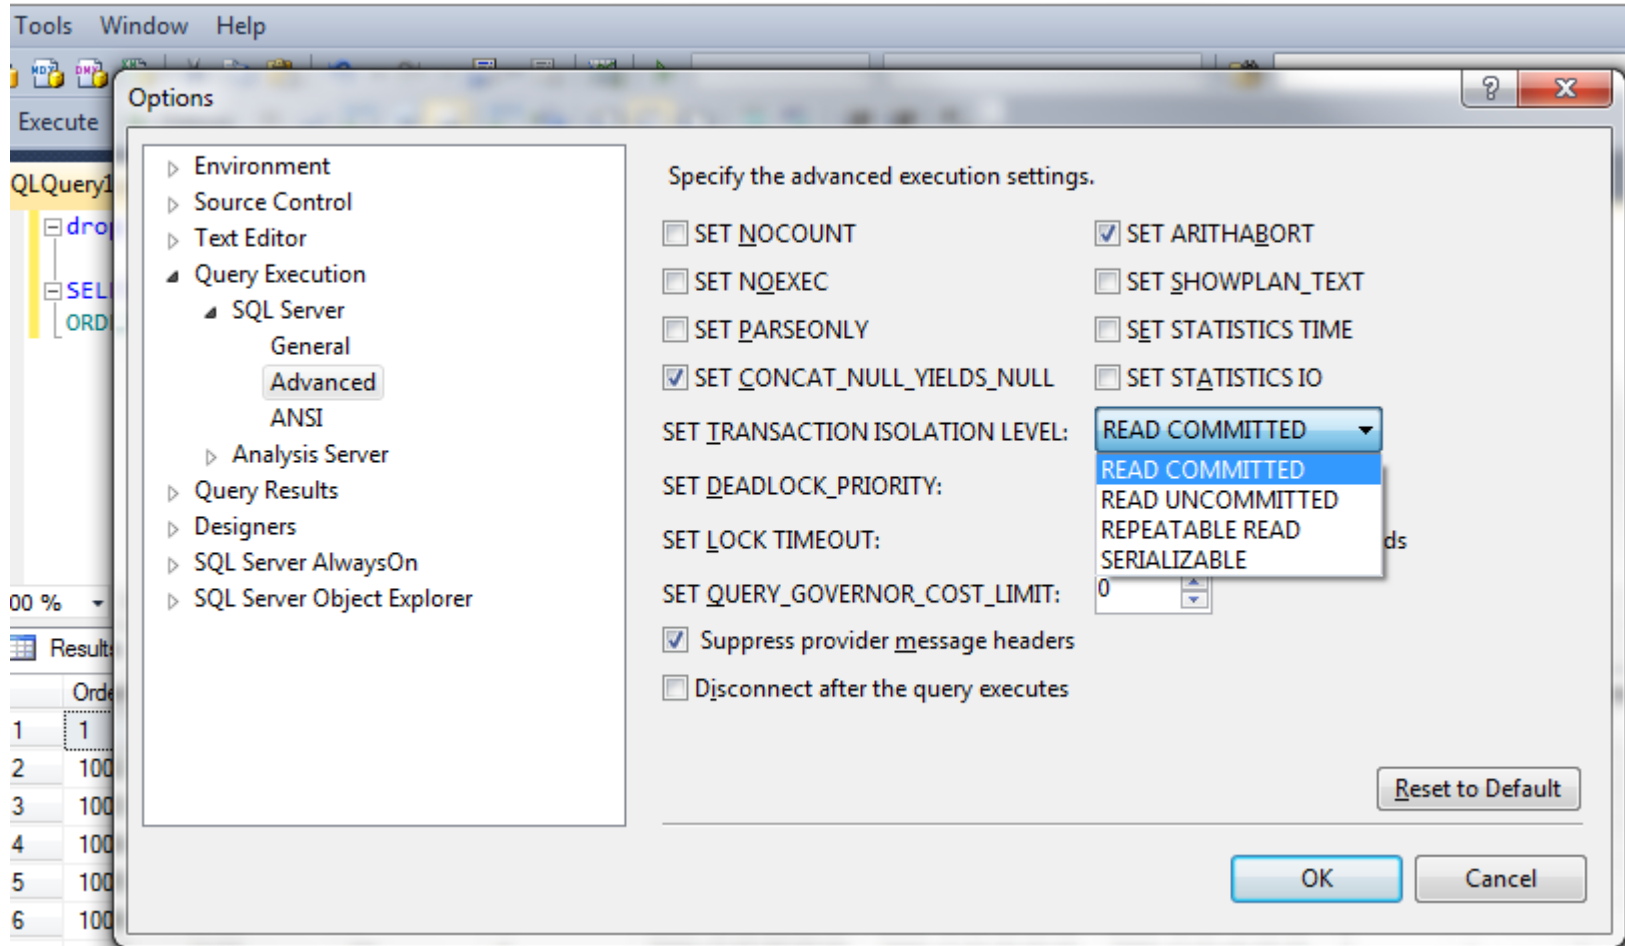 Tools Window Help
MDX DMX
Options
Execute
QLQuery1
drop
SEL
ORD
Environment
Source Control
Text Editor
Query Execution
SQL Server
General
Advanced
ANSI
Analysis Server
Query Results
Designers
SQL Server AlwaysOn
SQL Server Object Explorer
Specify the advanced execution settings.
SET NOCOUNT SET ARITHABORT
SET NOEXEC SET SHOWPLAN_TEXT
SET PARSEONLY SET STATISTICS TIME
SET CONCAT_NULL_YIELDS_NULL SET STATISTICS IO
SET TRANSACTION ISOLATION LEVEL: READ COMMITTED
READ COMMITTED
READ UNCOMMITTED
REPEATABLE READ
SERIALIZABLE
SET DEADLOCK_PRIORITY:
SET LOCK TIMEOUT: ds
SET QUERY_GOVERNOR_COST_LIMIT: 0
Suppress provider message headers
Disconnect after the query executes
Reset to Default
OK Cancel
00 %
Results
Orde
1 1
2 100
3 100
4 100
5 100
6 100